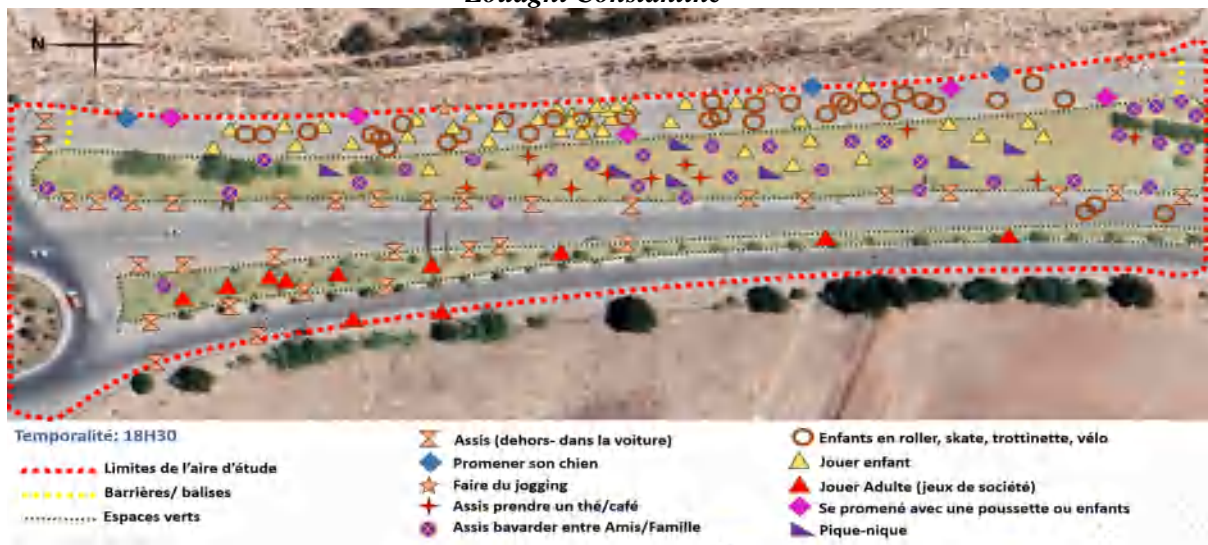 Zouaghi Constantine
N
Temporalité: 18H30
Limites de l'aire d'étude
Barrières/ balises
Espaces verts
Assis (dehors- dans la voiture)
Promener son chien
Faire du jogging
Assis prendre un thé/café
Assis bavarder entre Amis/Famille
Enfants en roller, skate, trottinette, vélo
Jouer enfant
Jouer Adulte (jeux de société)
Se promené avec une poussette ou enfants
Pique-nique